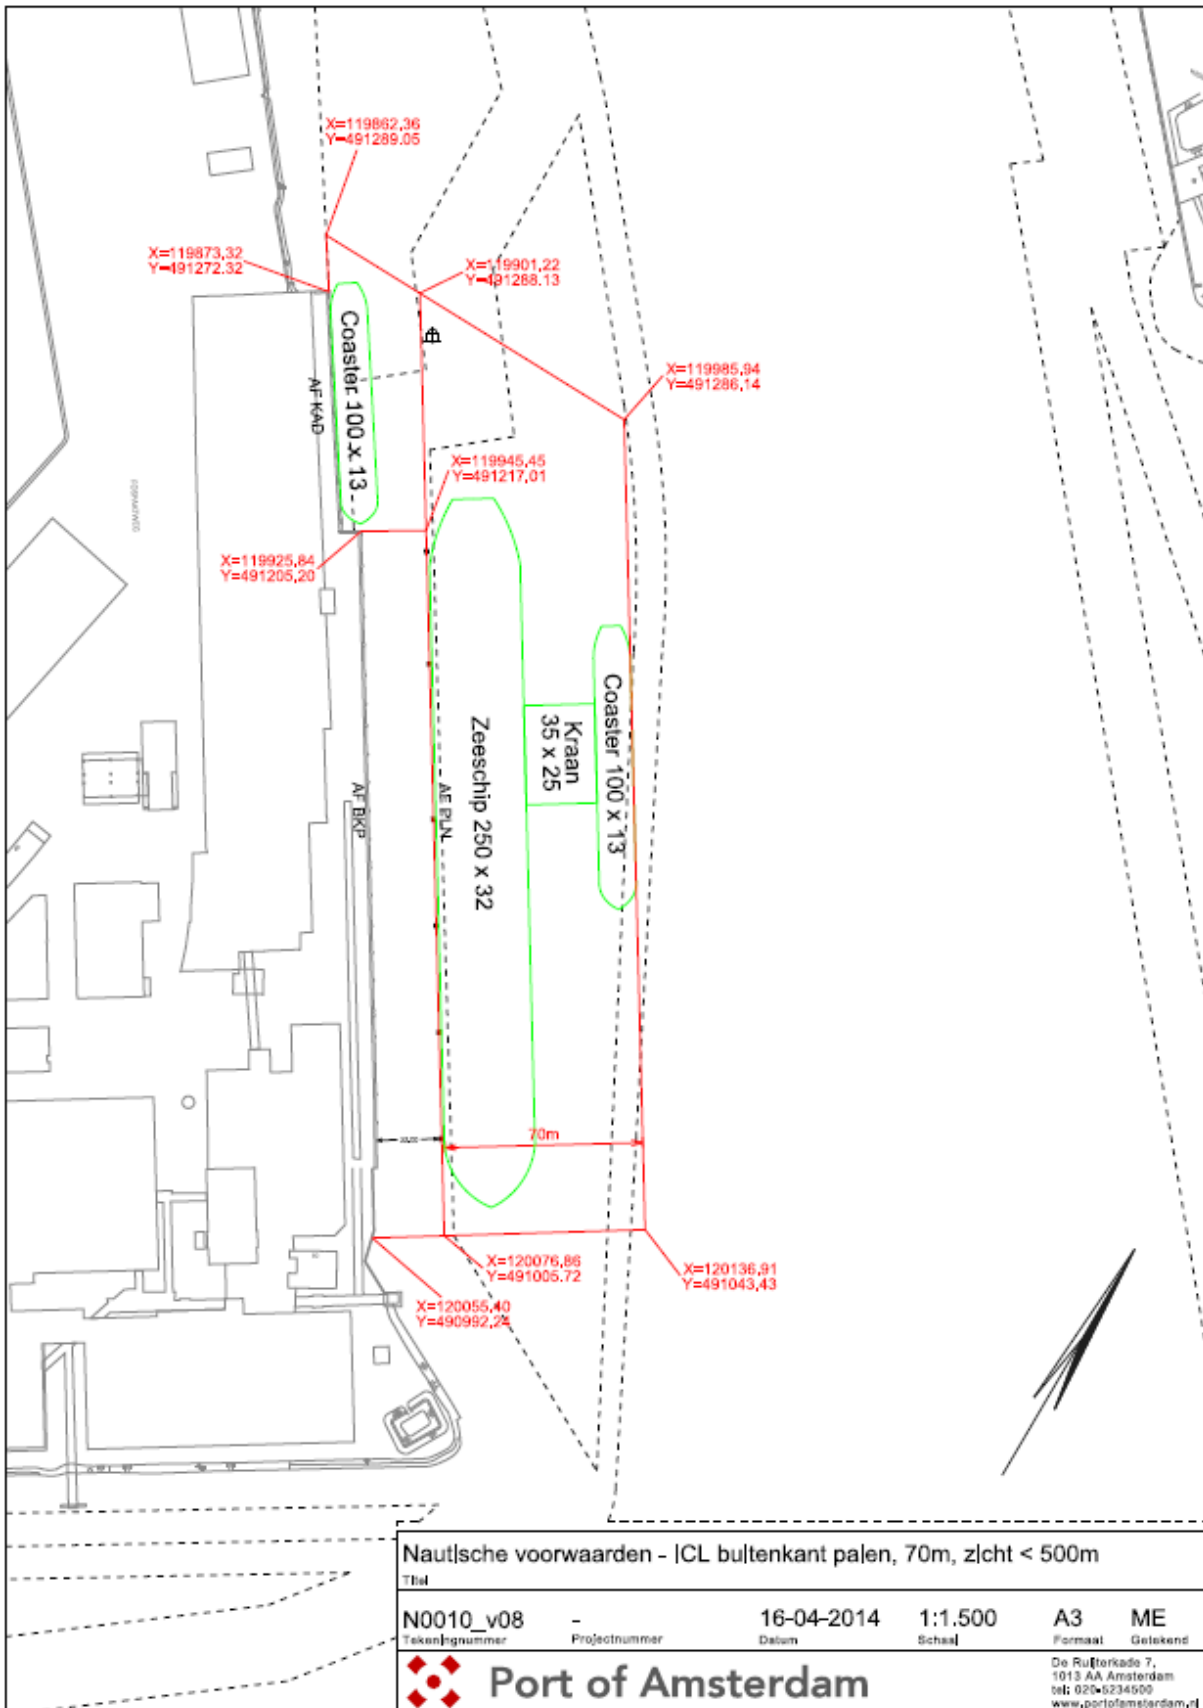 X=119862,36
Y=491289.05
X=119873,32
Y=491272.32
X=119901,22
Y=491288.13
X=119985,94
Y=491286,14
Coaster 100 x 13
AF KAD
X=119945,45
Y=491217,01
X=119925,84
Y=491205,20
Coaster 100 x 13
Kraan
35 x 25
Zeeschip 250 x 32
AE PLN
AF BKP
70m
X=120076,86
Y=491005.72
X=120136,91
Y=491043,43
X=120055,40
Y=490992,24
Nautische voorwaarden - ICL buitenkant palen, 70m, zicht < 500m
Titel
N0010_v08 - 16-04-2014 1:1.500 A3 ME
Tekeningnummer Projectnummer Datum Schaal Formaat Getekend
Port of Amsterdam
De Ruijterkade 7,
1013 AA Amsterdam
tel: 020-5234500
www.portofamsterdam.nl